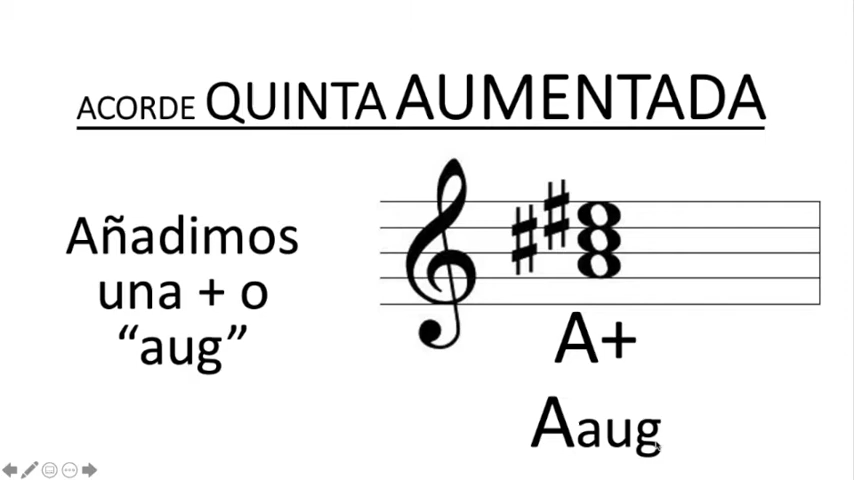 ACORDE QUINTA AUMENTADA
Añadimos
una + o
“aug”
A+
Aaug